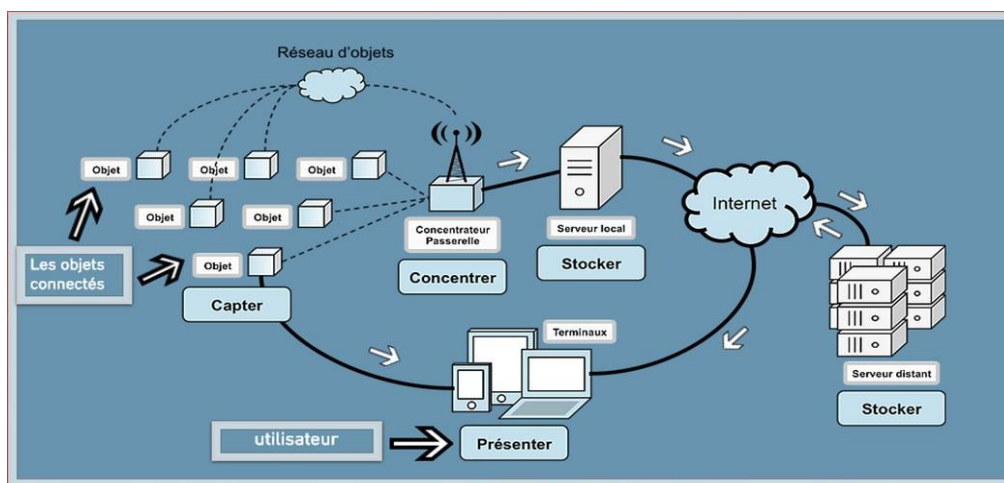 Réseau d'objets
Objet
Objet
Objet
Objet
Objet
Les objets
connectés
Objet
Capter
Concentrateur
Passerelle
Concentrer
Serveur local
Stocker
Internet
Serveur distant
Stocker
Terminaux
utilisateur
Présenter